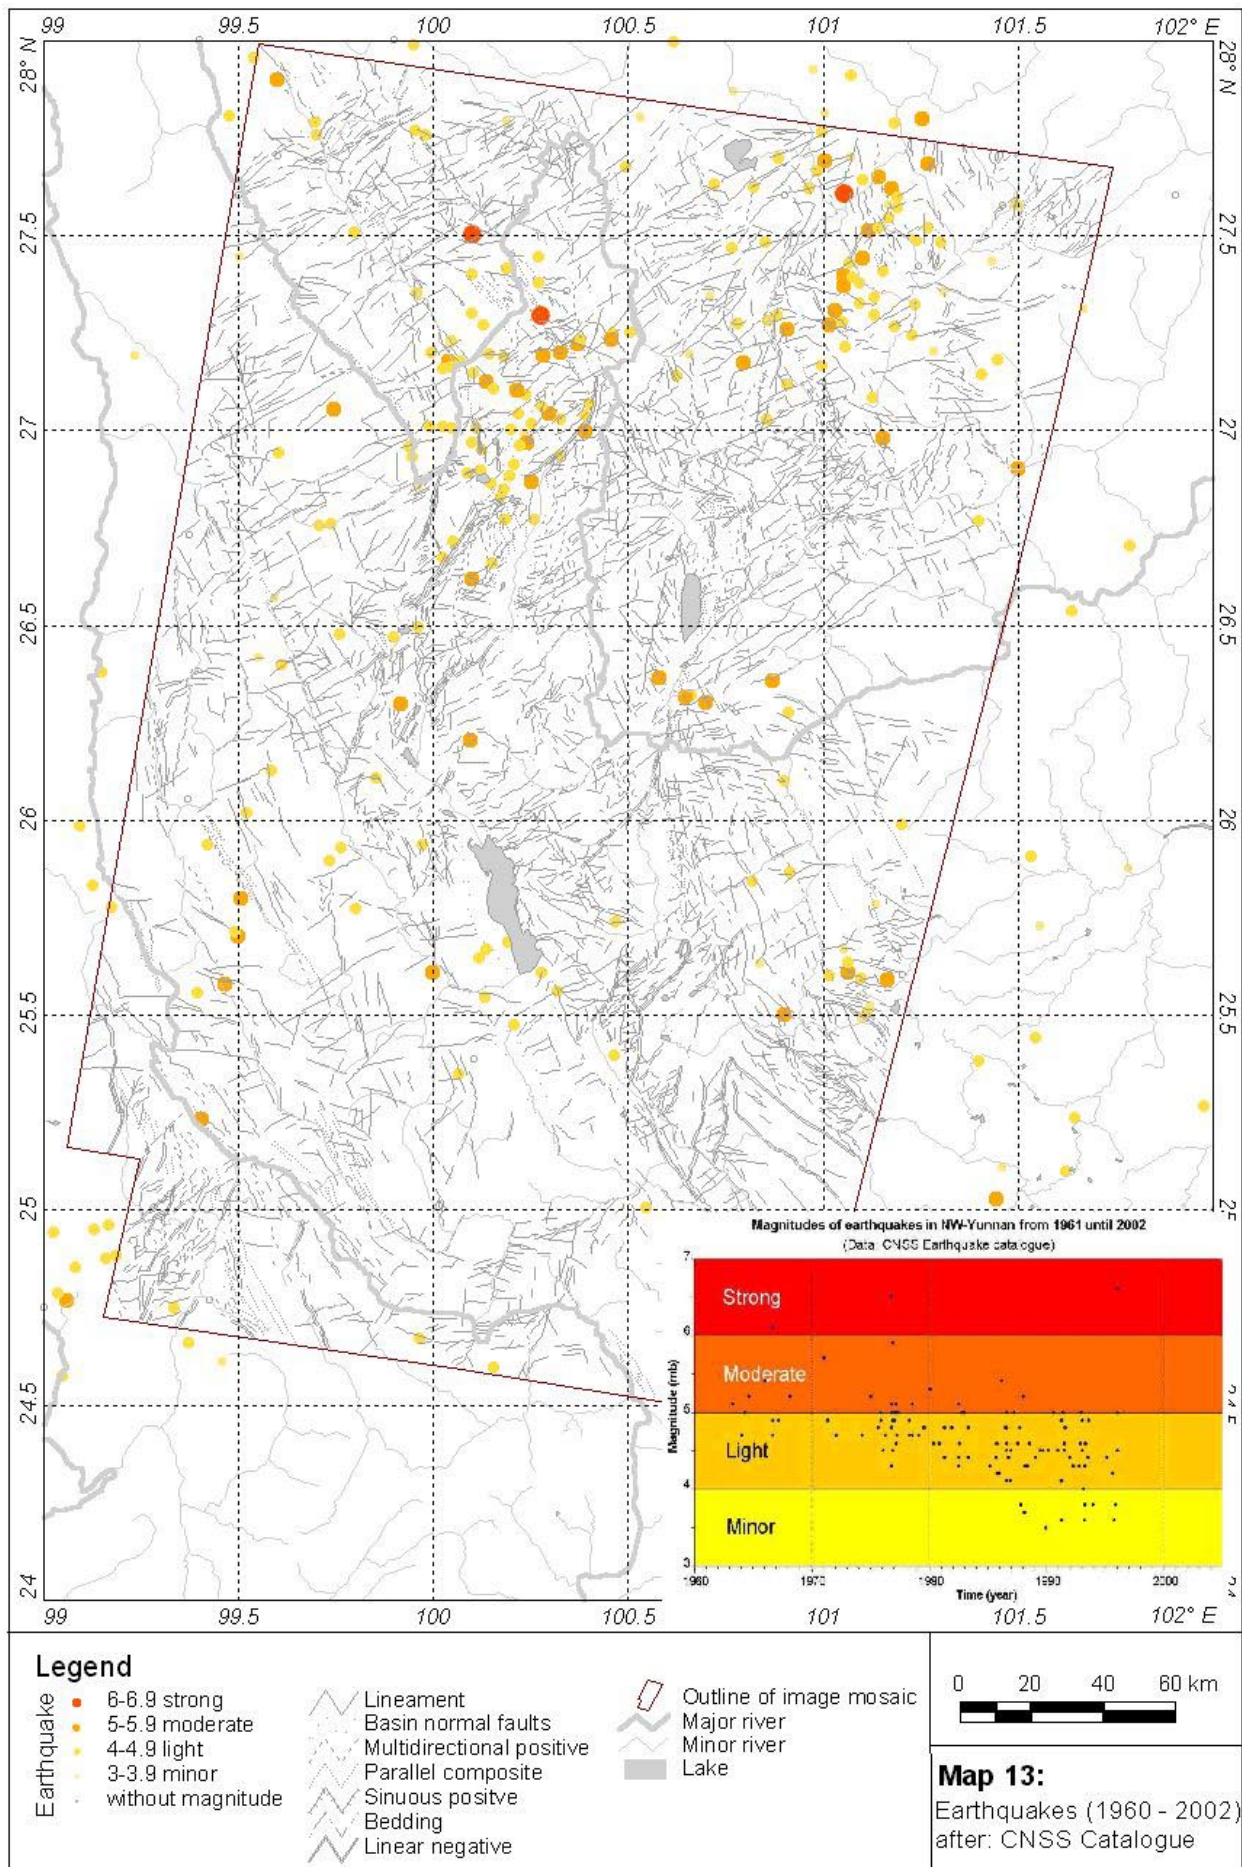 99 99.5 100 100.5 101 101.5 102° E
28° N 28° N
27.5 27.5
27 27
26.5 26.5
26 26
25.5 25.5
25 25
24.5 24.5
24
99 99.5 100 100.5 101 101.5 102° E
Magnitudes of earthquakes in NW-Yunnan from 1961 until 2002
(Data: CNSS Earthquake catalogue)
7
Strong
6
Moderate
5
Light
4
Minor
3
Magnitude (mb)
1960 1970 1980 1990 2000
Time (year)
Legend
Earthquake
6-6.9 strong
5-5.9 moderate
4-4.9 light
3-3.9 minor
without magnitude
Lineament
Basin normal faults
Multidirectional positive
Parallel composite
Sinuous positve
Bedding
Linear negative
Outline of image mosaic
Major river
Minor river
Lake
0 20 40 60 km
Map 13:
Earthquakes (1960 - 2002)
after: CNSS Catalogue